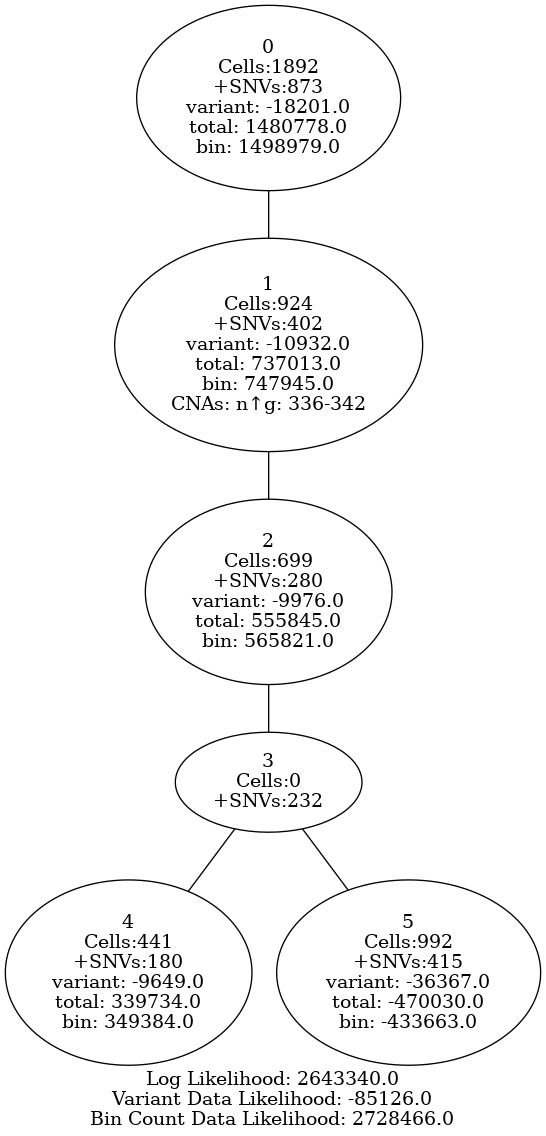 0
Cells:1892
+SNVs:873
variant: -18201.0
total: 1480778.0
bin: 1498979.0
1
Cells:924
+SNVs:402
variant: -10932.0
total: 737013.0
bin: 747945.0
CNAs: n↑g: 336-342
2
Cells:699
+SNVs:280
variant: -9976.0
total: 555845.0
bin: 565821.0
3
Cells:0
+SNVs:232
4
Cells:441
+SNVs:180
variant: -9649.0
total: 339734.0
bin: 349384.0
5
Cells:992
+SNVs:415
variant: -36367.0
total: -470030.0
bin: -433663.0
Log Likelihood: 2643340.0
Variant Data Likelihood: -85126.0
Bin Count Data Likelihood: 2728466.0